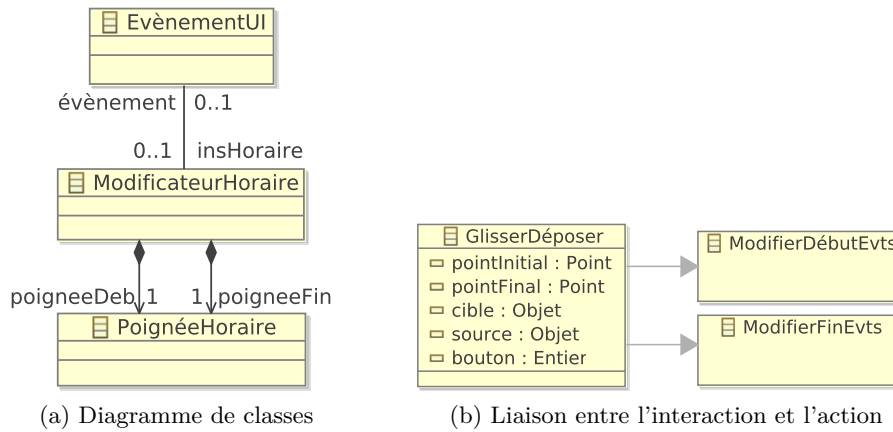 EvènementUI
évènement 0..1
0..1 insHoraire
ModificateurHoraire
poigneeDeb 1 1 poigneeFin
PoignéeHoraire
(a) Diagramme de classes
GlisserDéposer
pointInitial : Point
pointFinal : Point
cible : Objet
source : Objet
bouton : Entier
ModifierDébutEvts
ModifierFinEvts
(b) Liaison entre l'interaction et l'action